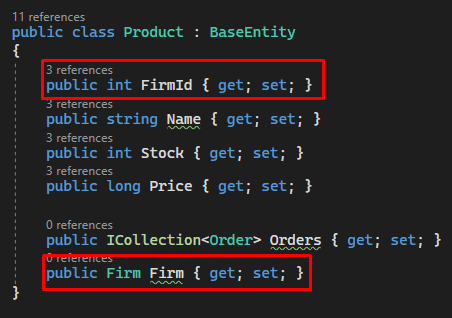 11 references
public class Product : BaseEntity
{
3 references
public int FirmId { get; set; }
3 references
public string Name { get; set; }
3 references
public int Stock { get; set; }
3 references
public long Price { get; set; }
0 references
public ICollection<Order> Orders { get; set; }
0 references
public Firm Firm { get; set; }
}